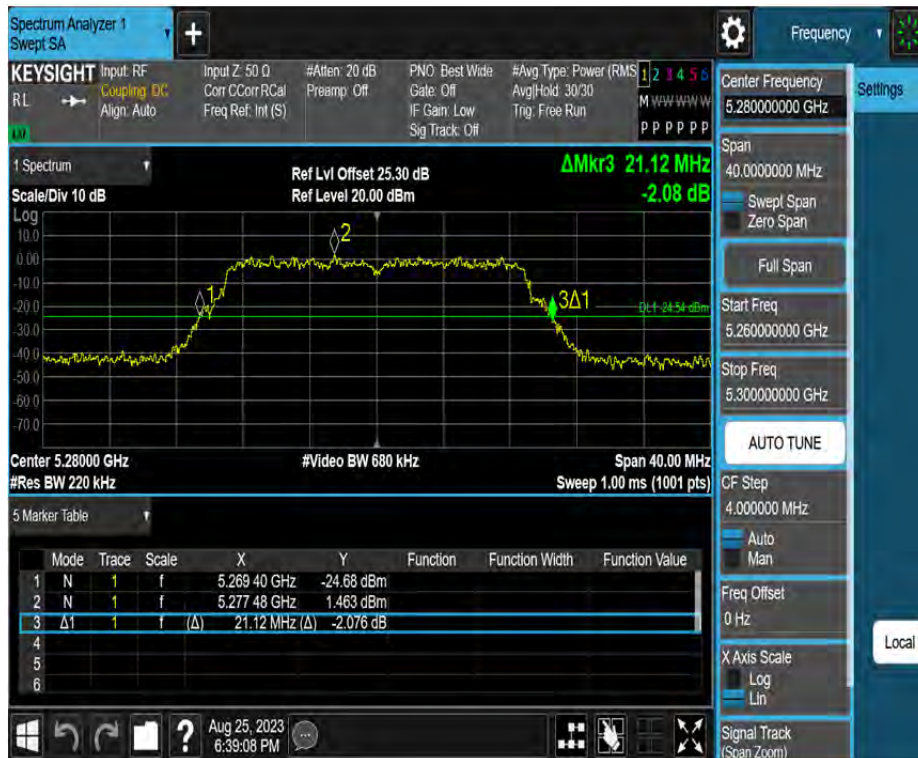 Spectrum Analyzer 1
Swept SA
+
Frequency
KEYSIGHT
RL
Input: RF
Coupling: DC
Align: Auto
Input Z: 50 Ω
Corr CCorr RCal
Freq Ref: Int (S)
#Atten: 20 dB
Preamp: Off
PNO: Best Wide
Gate: Off
IF Gain: Low
Sig Track: Off
#Avg Type: Power (RMS
Avg|Hold: 30/30
Trig: Free Run
1 2 3 4 5 6
M W W W W W
P P P P P P
1 Spectrum
Scale/Div 10 dB
Ref Lvl Offset 25.30 dB
Ref Level 20.00 dBm
ΔMkr3 21.12 MHz
-2.08 dB
Log
10.0
0.00
-10.0
-20.0
-30.0
-40.0
-50.0
-60.0
-70.0
1
2
3Δ1
DL1 -24.54 dBm
Center 5.28000 GHz
#Video BW 680 kHz
Span 40.00 MHz
#Res BW 220 kHz
Sweep 1.00 ms (1001 pts)
5 Marker Table
Mode Trace Scale X Y Function Function Width Function Value
1 N 1 f 5.269 40 GHz -24.68 dBm
2 N 1 f 5.277 48 GHz 1.463 dBm
3 Δ1 1 f (Δ) 21.12 MHz (Δ) -2.076 dB
4
5
6
?
Aug 25, 2023
6:39:08 PM
Center Frequency
5.280000000 GHz
Settings
Span
40.0000000 MHz
Swept Span
Zero Span
Full Span
Start Freq
5.260000000 GHz
Stop Freq
5.300000000 GHz
AUTO TUNE
CF Step
4.000000 MHz
Auto
Man
Freq Offset
0 Hz
X Axis Scale
Log
Lin
Local
Signal Track
(Span Zoom)